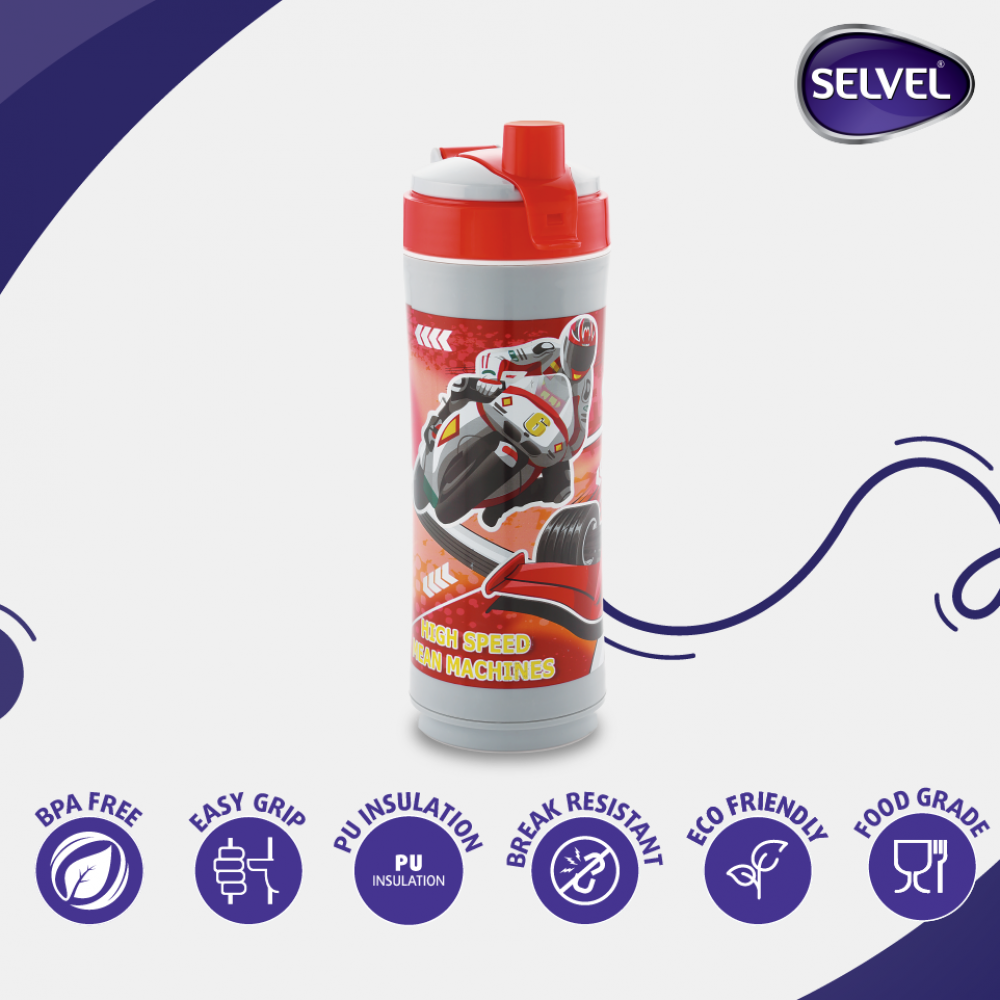 SELVEL®
6
HIGH SPEED
MEAN MACHINES
BPA FREE
EASY GRIP
PU INSULATION
BREAK RESISTANT
ECO FRIENDLY
FOOD GRADE
PU
INSULATION